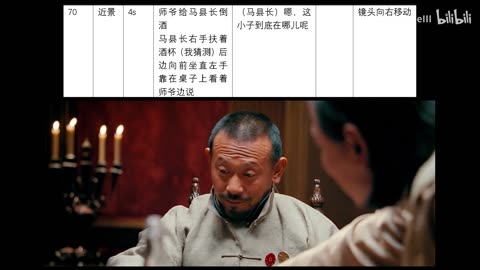 70
近景
4s
师爷给马县长倒
酒
马县长右手扶着
酒杯（我猜测）后
边向前坐直左手
靠在桌子上看着
师爷边说
（马县长）嗯，这
小子到底在哪儿呢
镜头向右移动
elll bilibili